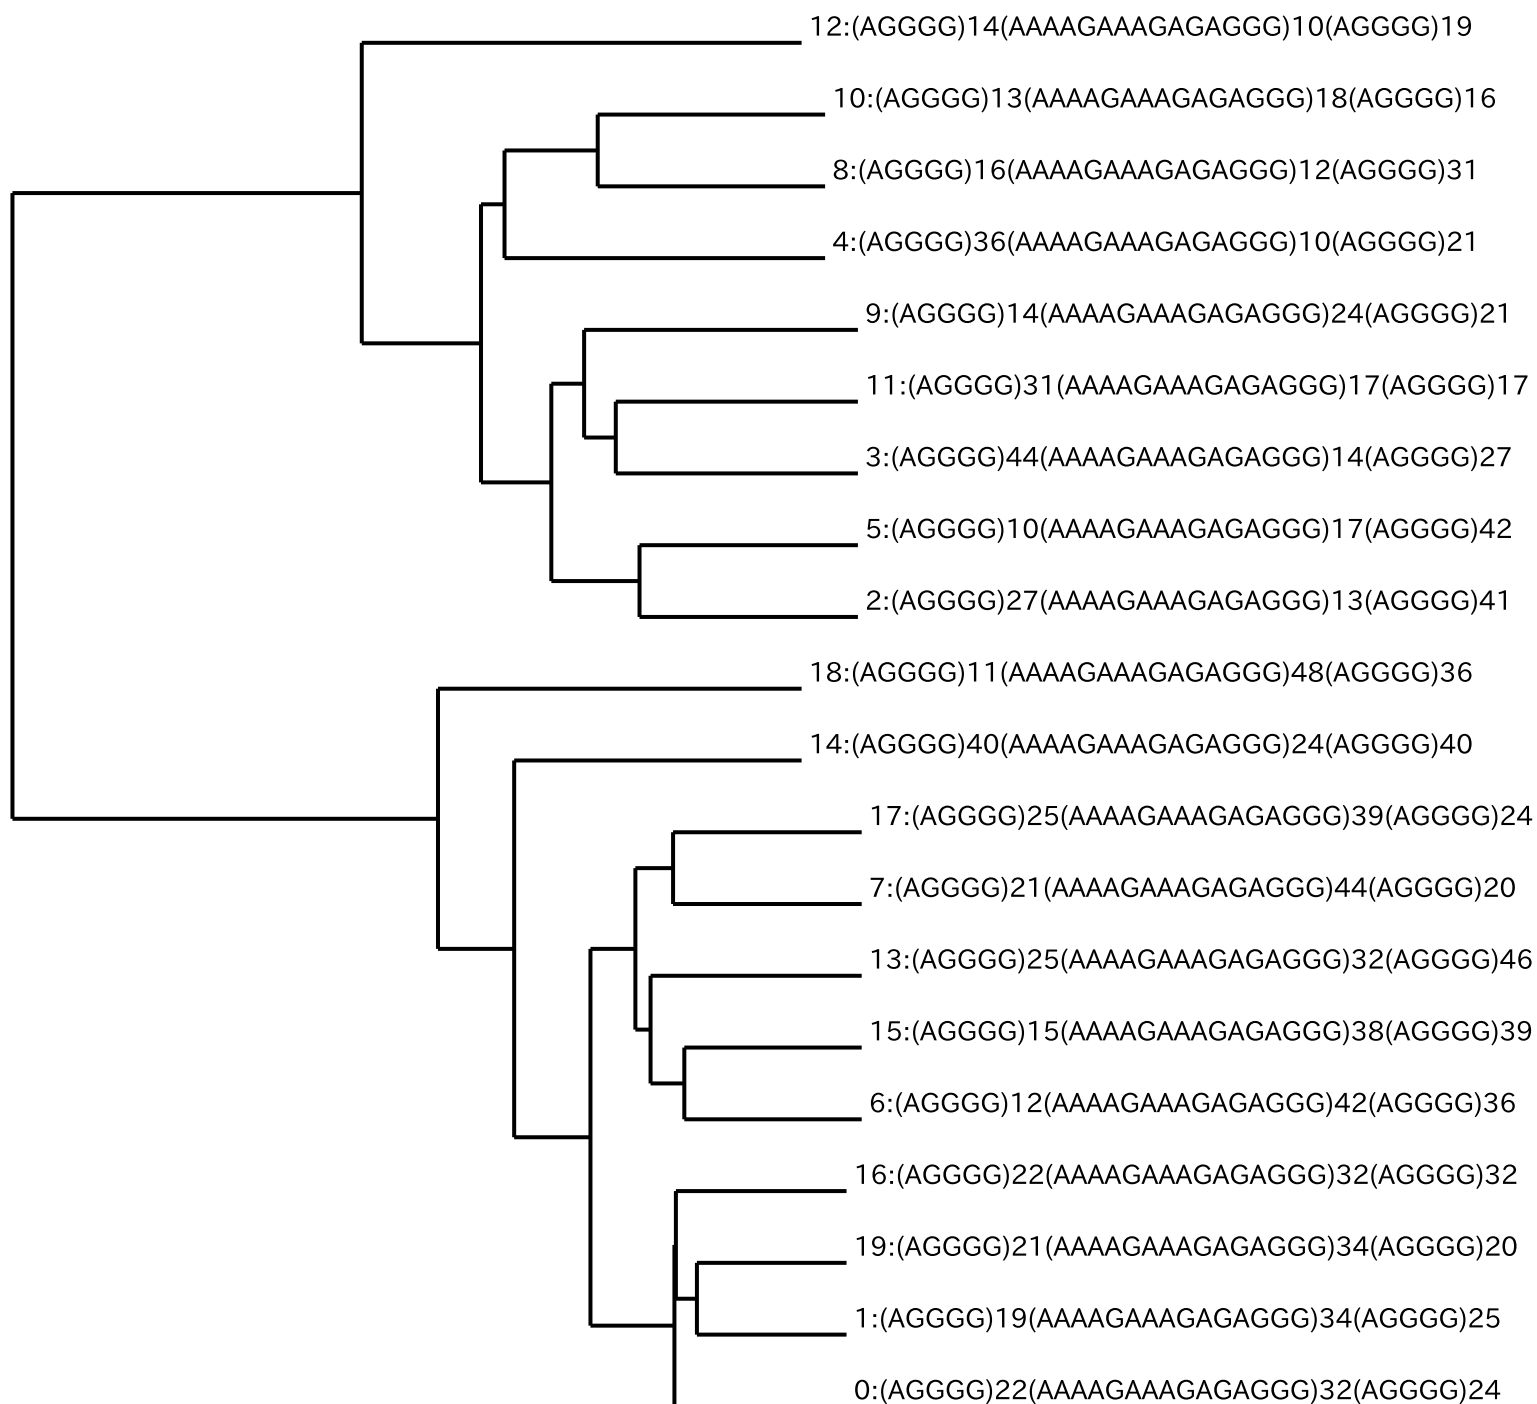 12:(AGGGG)14(AAAAGAAAGAGAGGG)10(AGGGG)19
10:(AGGGG)13(AAAAGAAAGAGAGGG)18(AGGGG)16
8:(AGGGG)16(AAAAGAAAGAGAGGG)12(AGGGG)31
4:(AGGGG)36(AAAAGAAAGAGAGGG)10(AGGGG)21
9:(AGGGG)14(AAAAGAAAGAGAGGG)24(AGGGG)21
11:(AGGGG)31(AAAAGAAAGAGAGGG)17(AGGGG)17
3:(AGGGG)44(AAAAGAAAGAGAGGG)14(AGGGG)27
5:(AGGGG)10(AAAAGAAAGAGAGGG)17(AGGGG)42
2:(AGGGG)27(AAAAGAAAGAGAGGG)13(AGGGG)41
18:(AGGGG)11(AAAAGAAAGAGAGGG)48(AGGGG)36
14:(AGGGG)40(AAAAGAAAGAGAGGG)24(AGGGG)40
17:(AGGGG)25(AAAAGAAAGAGAGGG)39(AGGGG)24
7:(AGGGG)21(AAAAGAAAGAGAGGG)44(AGGGG)20
13:(AGGGG)25(AAAAGAAAGAGAGGG)32(AGGGG)46
15:(AGGGG)15(AAAAGAAAGAGAGGG)38(AGGGG)39
6:(AGGGG)12(AAAAGAAAGAGAGGG)42(AGGGG)36
16:(AGGGG)22(AAAAGAAAGAGAGGG)32(AGGGG)32
19:(AGGGG)21(AAAAGAAAGAGAGGG)34(AGGGG)20
1:(AGGGG)19(AAAAGAAAGAGAGGG)34(AGGGG)25
0:(AGGGG)22(AAAAGAAAGAGAGGG)32(AGGGG)24